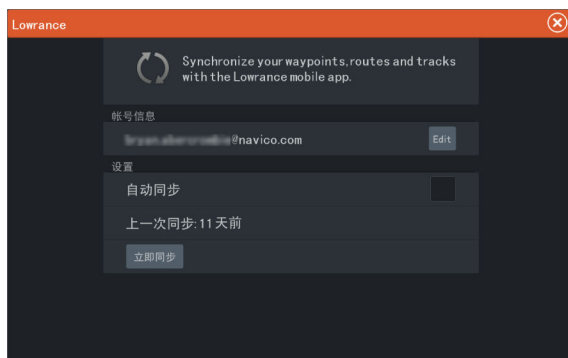 Lowrance
Synchronize your waypoints, routes and tracks
with the Lowrance mobile app.
帐号信息
@navico.com
Edit
设置
自动同步
上一次同步: 11 天前
立即同步